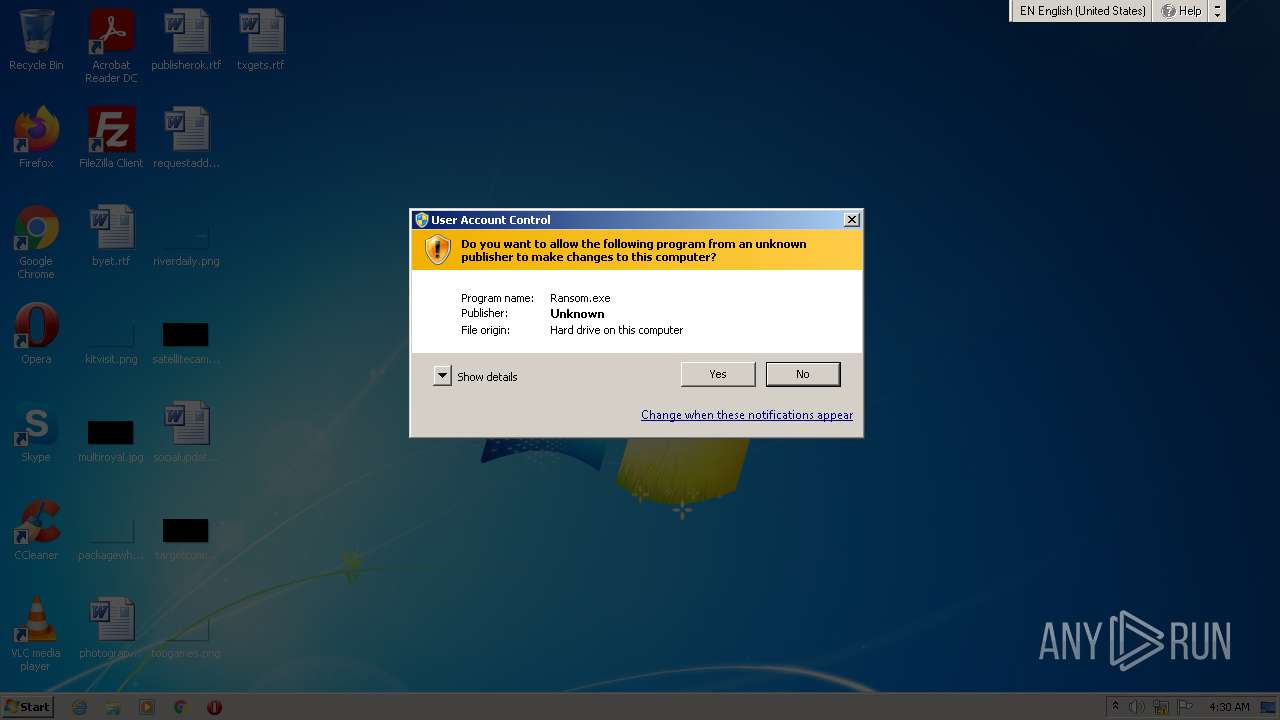 EN English (United States)
Help
Recycle Bin
Acrobat
Reader DC
publisherok.rtf
txgets.rtf
Firefox
FileZilla Client
requestadd...
Google
Chrome
byet.rtf
riverdaily.png
Opera
kitvisit.png
satellitecam...
Skype
multiroyal.jpg
socialupdat...
CCleaner
packagewh...
VLC media
player
photograp...
topgames.png
User Account Control
Do you want to allow the following program from an unknown
publisher to make changes to this computer?
Program name: Ransom.exe
Publisher: Unknown
File origin: Hard drive on this computer
Show details
Yes
No
Change when these notifications appear
ANY RUN
Start
4:30 AM